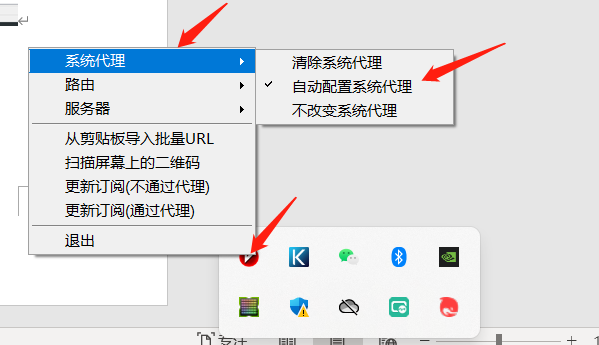 系统代理
路由
服务器
从剪贴板导入批量URL
扫描屏幕上的二维码
更新订阅(不通过代理)
更新订阅(通过代理)
退出
清除系统代理
自动配置系统代理
不改变系统代理